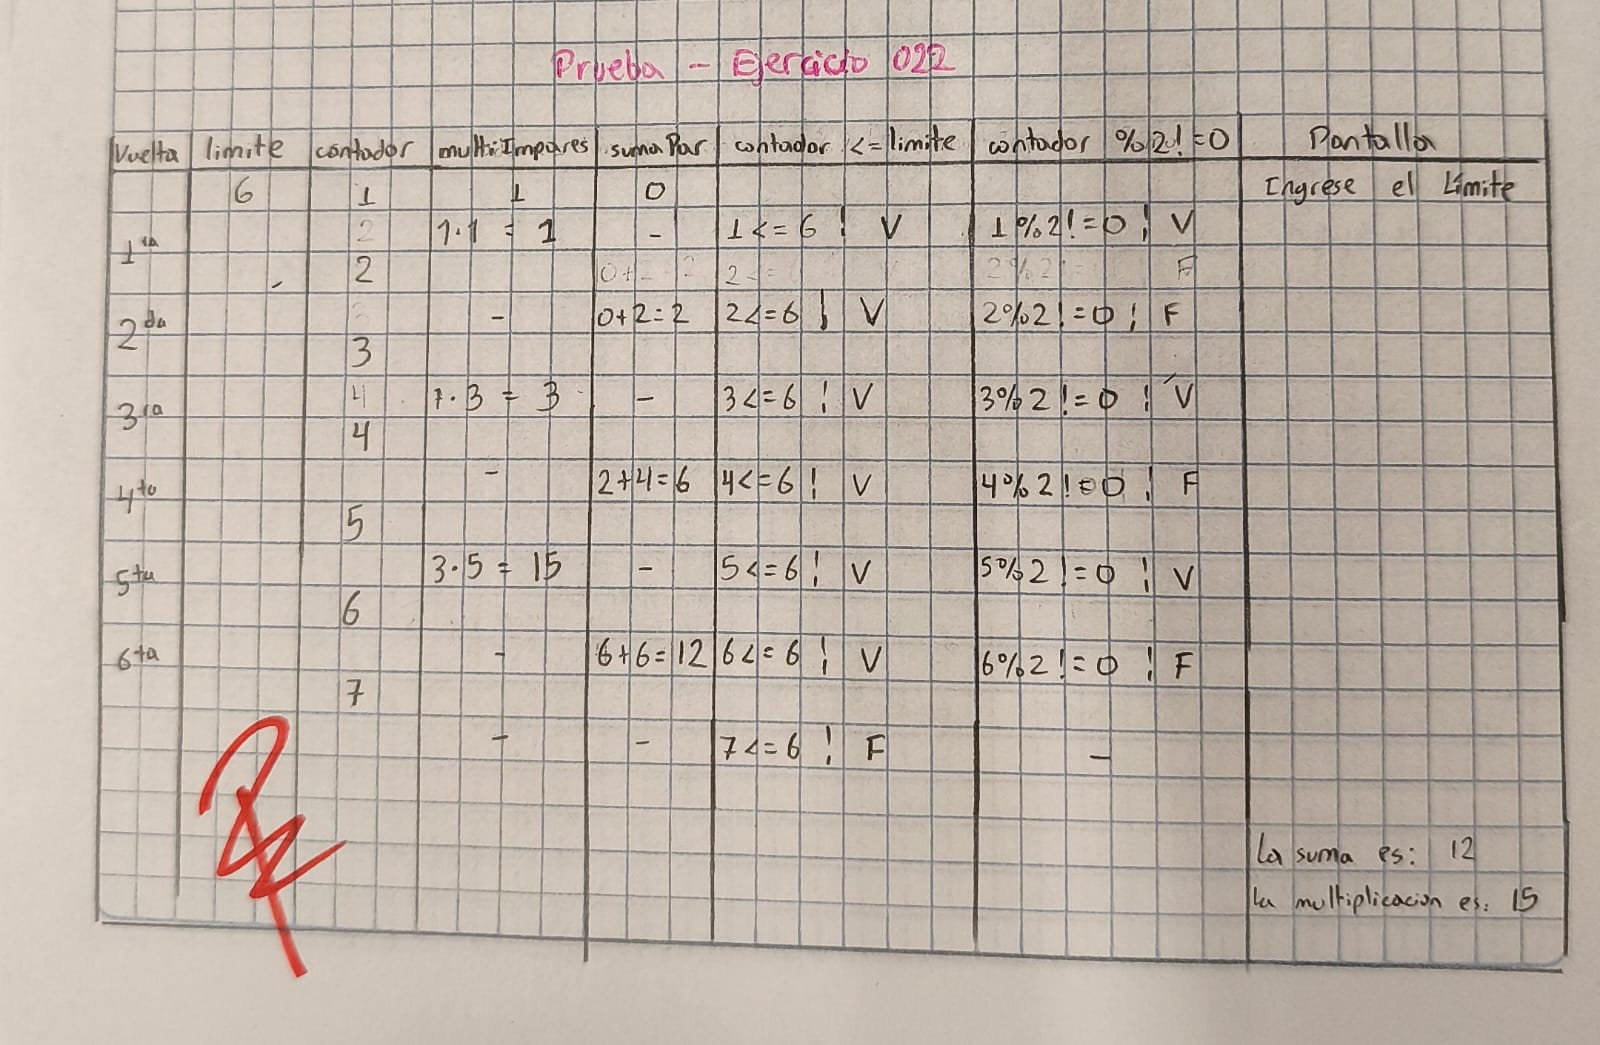 Prueba - Ejercicio 022
Vuelta limite contador multiImpares sumaPar contador <= limite contador %2!=0 Pantalla
6 1 1 0 Ingrese el Límite
1ra 1·1 = 1 - 1<=6 ¦ V 1%2!=0 ¦ V
2
2da - 0+2=2 2<=6 ¦ V 2%2!=0 ¦ F
3
3ra 1·3 = 3 - 3<=6 ¦ V 3%2!=0 ¦ V
4
4to - 2+4=6 4<=6 ¦ V 4%2!=0 ¦ F
5
5ta 3·5 = 15 - 5<=6 ¦ V 5%2!=0 ¦ V
6
6ta - 6+6=12 6<=6 ¦ V 6%2!=0 ¦ F
7
- - 7<=6 ¦ F -
La suma es: 12
La multiplicacion es: 15